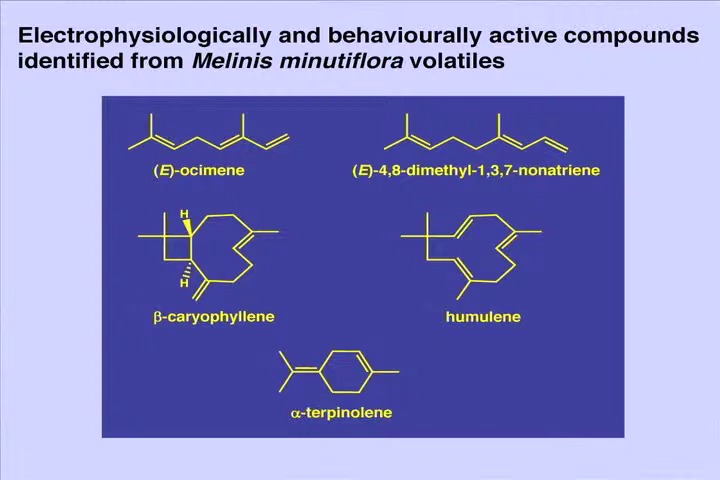 Electrophysiologically and behaviourally active compounds
identified from Melinis minutiflora volatiles
(E)-ocimene
(E)-4,8-dimethyl-1,3,7-nonatriene
H
H
β-caryophyllene
humulene
α-terpinolene